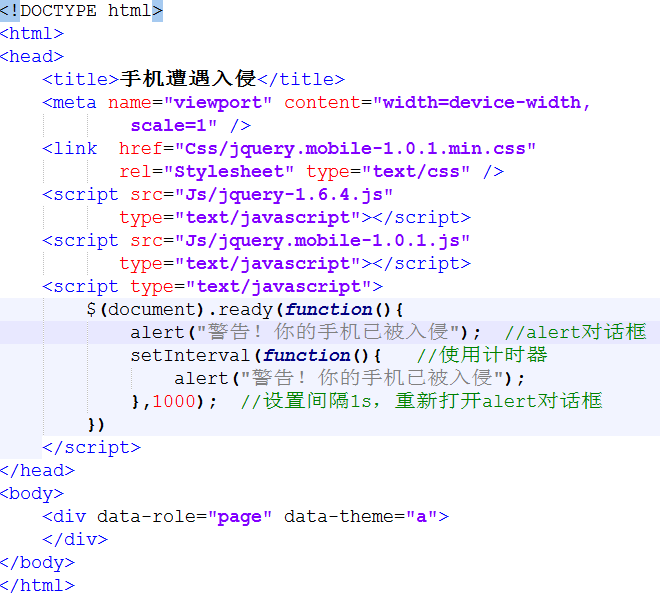 <!DOCTYPE html>
<html>
<head>
    <title>手机遭遇入侵</title>
    <meta name="viewport" content="width=device-width,
            scale=1" />
    <link  href="Css/jquery.mobile-1.0.1.min.css"
           rel="Stylesheet" type="text/css" />
    <script src="Js/jquery-1.6.4.js"
           type="text/javascript"></script>
    <script src="Js/jquery.mobile-1.0.1.js"
           type="text/javascript"></script>
    <script type="text/javascript">
        $(document).ready(function(){
            alert("警告！你的手机已被入侵");  //alert对话框
            setInterval(function(){   //使用计时器
                alert("警告！你的手机已被入侵");
            },1000);  //设置间隔1s，重新打开alert对话框
        })
    </script>
</head>
<body>
    <div data-role="page" data-theme="a">
    </div>
</body>
</html>